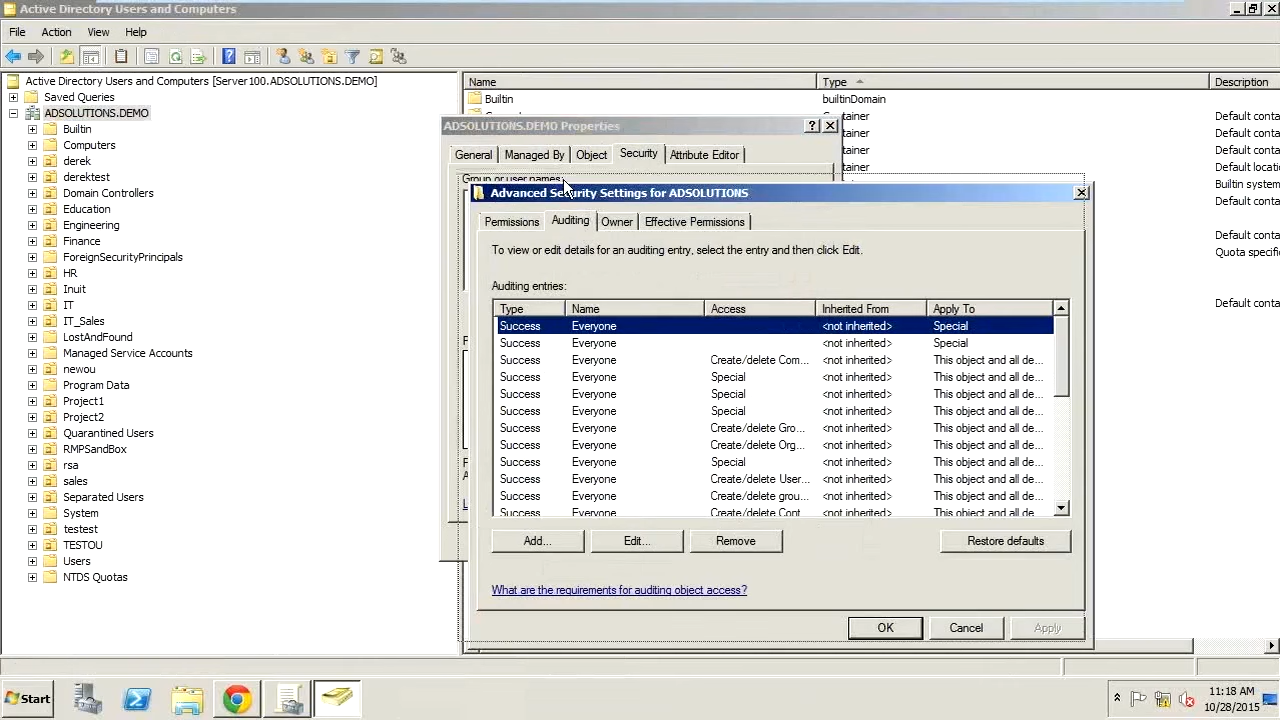 Active Directory Users and Computers
File Action View Help
Active Directory Users and Computers [Server100.ADSOLUTIONS.DEMO]
Saved Queries
ADSOLUTIONS.DEMO
Builtin
Computers
derek
derektest
Domain Controllers
Education
Engineering
Finance
ForeignSecurityPrincipals
HR
Inuit
IT
IT_Sales
LostAndFound
Managed Service Accounts
newou
Program Data
Project1
Project2
Quarantined Users
RMPSandBox
rsa
sales
Separated Users
System
testest
TESTOU
Users
NTDS Quotas
Name Type Description
Builtin builtinDomain
Container Default conta
Container Default conta
Container Default conta
Container Default locatio
Builtin system
Default conta
Default conta
Quota specific
Default conta
ADSOLUTIONS.DEMO Properties
General Managed By Object Security Attribute Editor
Group or user names:
Advanced Security Settings for ADSOLUTIONS
Permissions Auditing Owner Effective Permissions
To view or edit details for an auditing entry, select the entry and then click Edit.
Auditing entries:
Type Name Access Inherited From Apply To
Success Everyone <not inherited> Special
Success Everyone <not inherited> Special
Success Everyone Create/delete Com... <not inherited> This object and all de...
Success Everyone Special <not inherited> This object and all de...
Success Everyone Special <not inherited> This object and all de...
Success Everyone Special <not inherited> This object and all de...
Success Everyone Create/delete Gro... <not inherited> This object and all de...
Success Everyone Create/delete Org... <not inherited> This object and all de...
Success Everyone Special <not inherited> This object and all de...
Success Everyone Create/delete User... <not inherited> This object and all de...
Success Everyone Create/delete grou... <not inherited> This object and all de...
Success Everyone Create/delete Cont... <not inherited> This object and all de...
Add... Edit... Remove Restore defaults
What are the requirements for auditing object access?
OK Cancel Apply
Start
11:18 AM
10/28/2015